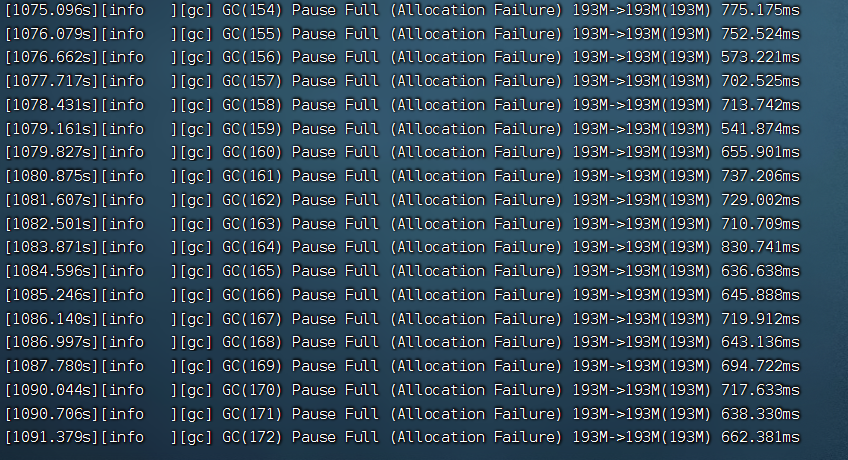 [1075.096s][info   ][gc] GC(154) Pause Full (Allocation Failure) 193M->193M(193M) 775.175ms
[1076.079s][info   ][gc] GC(155) Pause Full (Allocation Failure) 193M->193M(193M) 752.524ms
[1076.662s][info   ][gc] GC(156) Pause Full (Allocation Failure) 193M->193M(193M) 573.221ms
[1077.717s][info   ][gc] GC(157) Pause Full (Allocation Failure) 193M->193M(193M) 702.525ms
[1078.431s][info   ][gc] GC(158) Pause Full (Allocation Failure) 193M->193M(193M) 713.742ms
[1079.161s][info   ][gc] GC(159) Pause Full (Allocation Failure) 193M->193M(193M) 541.874ms
[1079.827s][info   ][gc] GC(160) Pause Full (Allocation Failure) 193M->193M(193M) 655.901ms
[1080.875s][info   ][gc] GC(161) Pause Full (Allocation Failure) 193M->193M(193M) 737.206ms
[1081.607s][info   ][gc] GC(162) Pause Full (Allocation Failure) 193M->193M(193M) 729.002ms
[1082.501s][info   ][gc] GC(163) Pause Full (Allocation Failure) 193M->193M(193M) 710.709ms
[1083.871s][info   ][gc] GC(164) Pause Full (Allocation Failure) 193M->193M(193M) 830.741ms
[1084.596s][info   ][gc] GC(165) Pause Full (Allocation Failure) 193M->193M(193M) 636.638ms
[1085.246s][info   ][gc] GC(166) Pause Full (Allocation Failure) 193M->193M(193M) 645.888ms
[1086.140s][info   ][gc] GC(167) Pause Full (Allocation Failure) 193M->193M(193M) 719.912ms
[1086.997s][info   ][gc] GC(168) Pause Full (Allocation Failure) 193M->193M(193M) 643.136ms
[1087.780s][info   ][gc] GC(169) Pause Full (Allocation Failure) 193M->193M(193M) 694.722ms
[1090.044s][info   ][gc] GC(170) Pause Full (Allocation Failure) 193M->193M(193M) 717.633ms
[1090.706s][info   ][gc] GC(171) Pause Full (Allocation Failure) 193M->193M(193M) 638.330ms
[1091.379s][info   ][gc] GC(172) Pause Full (Allocation Failure) 193M->193M(193M) 662.381ms